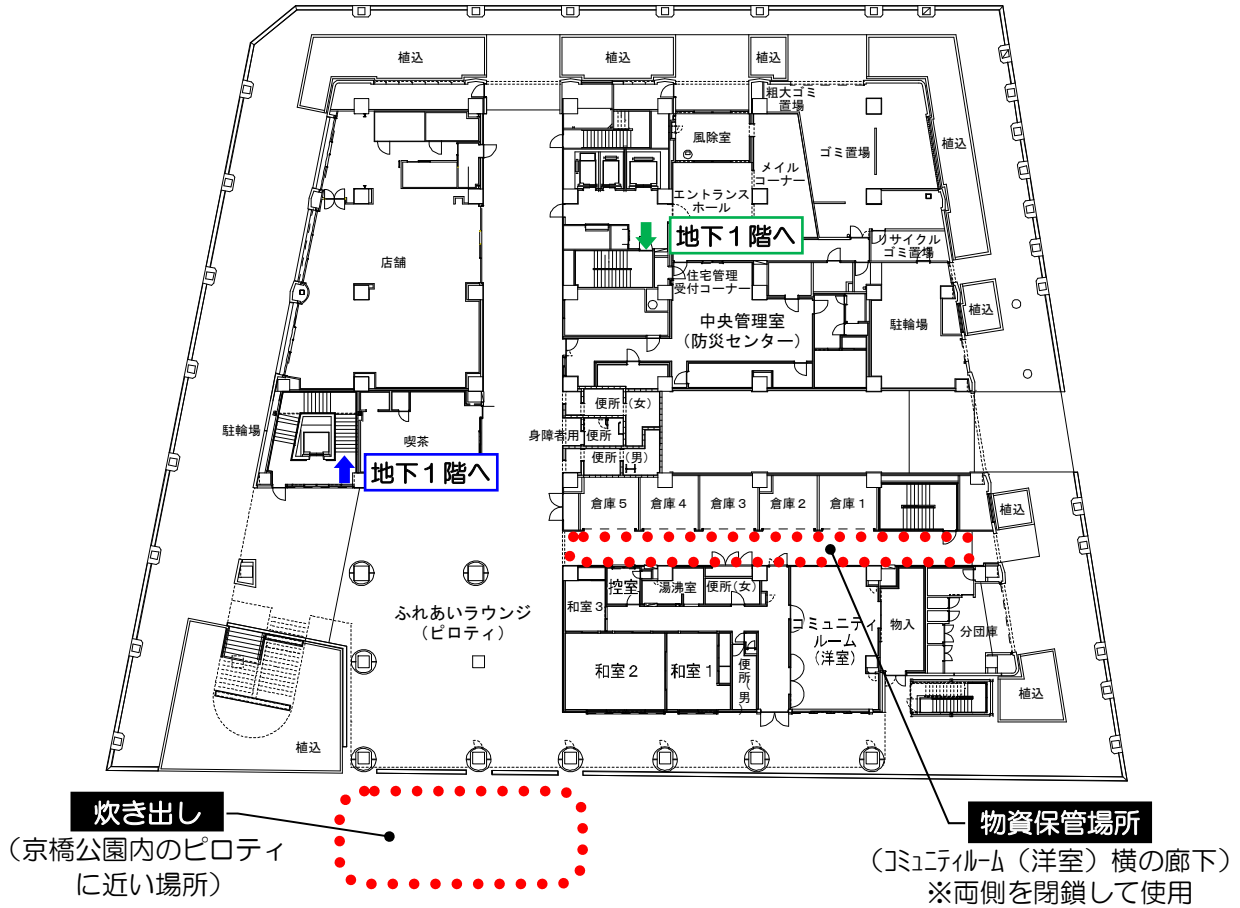 植込
植込
植込
粗大ゴミ
置場
風除室
メイル
コーナー
ゴミ置場
植込
エントランス
ホール
地下１階へ
リサイクル
ゴミ置場
店舗
住宅管理
受付コーナー
中央管理室
（防災センター）
駐輪場
植込
便所（女）
駐輪場
喫茶
身障者用 便所
便所（男）
地下１階へ
倉庫５
倉庫４
倉庫３
倉庫２
倉庫１
植込
ふれあいラウンジ
（ピロティ）
和室３
控室
湯沸室
便所(女)
コミュニティ
ルーム
（洋室）
物入
分団庫
和室２
和室１
便所（男）
植込
植込
炊き出し
（京橋公園内のピロティ
に近い場所）
物資保管場所
（ｺﾐｭﾆﾃｨﾙｰﾑ（洋室）横の廊下）
※両側を閉鎖して使用